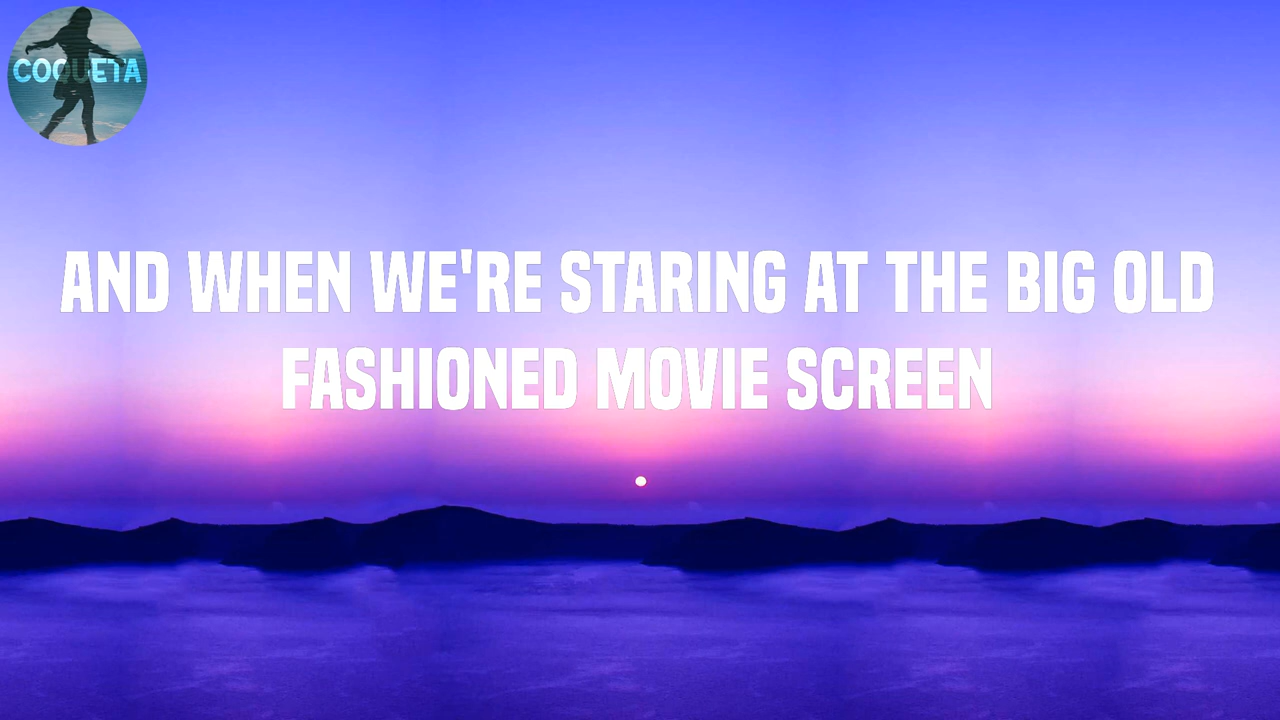 COQUETA
AND WHEN WE'RE STARING AT THE BIG OLD
FASHIONED MOVIE SCREEN